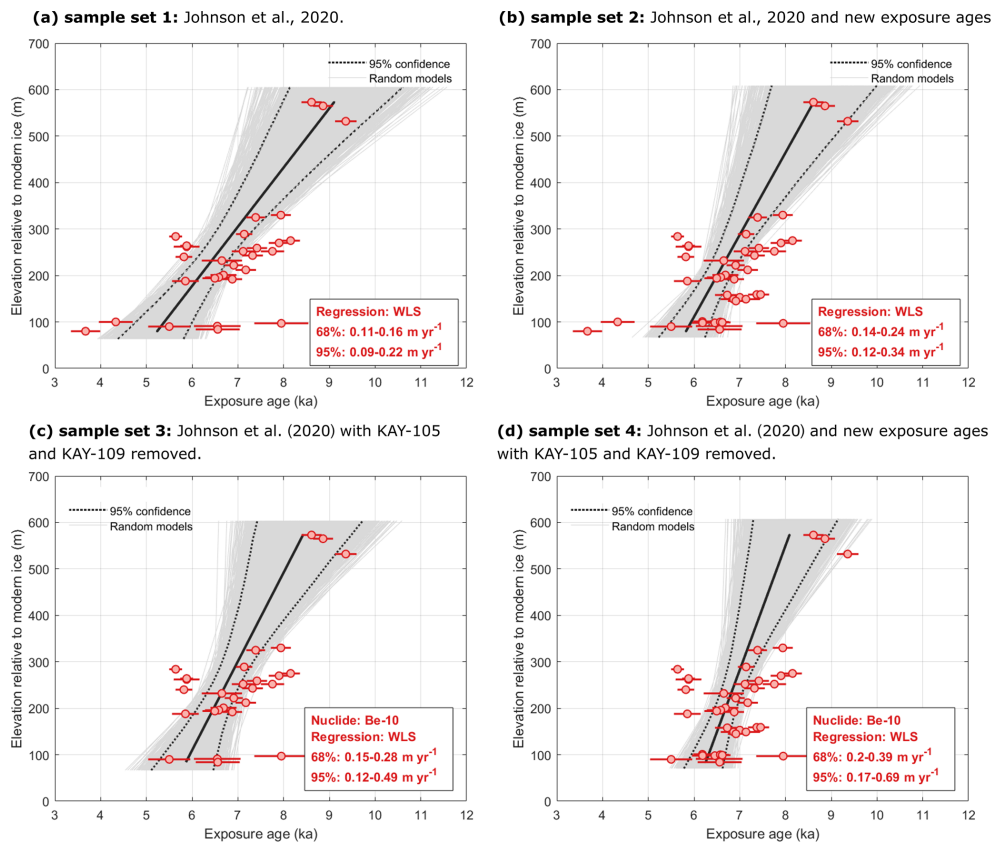 (a) sample set 1: Johnson et al., 2020.
700
600
500
400
300
200
100
0
Elevation relative to modern ice (m)
95% confidence
Random models
Regression: WLS
68%: 0.11-0.16 m yr-1
95%: 0.09-0.22 m yr-1
3 4 5 6 7 8 9 10 11 12
Exposure age (ka)
(b) sample set 2: Johnson et al., 2020 and new exposure ages
700
600
500
400
300
200
100
0
Elevation relative to modern ice (m)
95% confidence
Random models
Regression: WLS
68%: 0.14-0.24 m yr-1
95%: 0.12-0.34 m yr-1
3 4 5 6 7 8 9 10 11 12
Exposure age (ka)
(c) sample set 3: Johnson et al. (2020) with KAY-105
and KAY-109 removed.
700
600
500
400
300
200
100
0
Elevation relative to modern ice (m)
95% confidence
Random models
Nuclide: Be-10
Regression: WLS
68%: 0.15-0.28 m yr-1
95%: 0.12-0.49 m yr-1
3 4 5 6 7 8 9 10 11 12
Exposure age (ka)
(d) sample set 4: Johnson et al. (2020) and new exposure ages
with KAY-105 and KAY-109 removed.
700
600
500
400
300
200
100
0
Elevation relative to modern ice (m)
95% confidence
Random models
Nuclide: Be-10
Regression: WLS
68%: 0.2-0.39 m yr-1
95%: 0.17-0.69 m yr-1
3 4 5 6 7 8 9 10 11 12
Exposure age (ka)